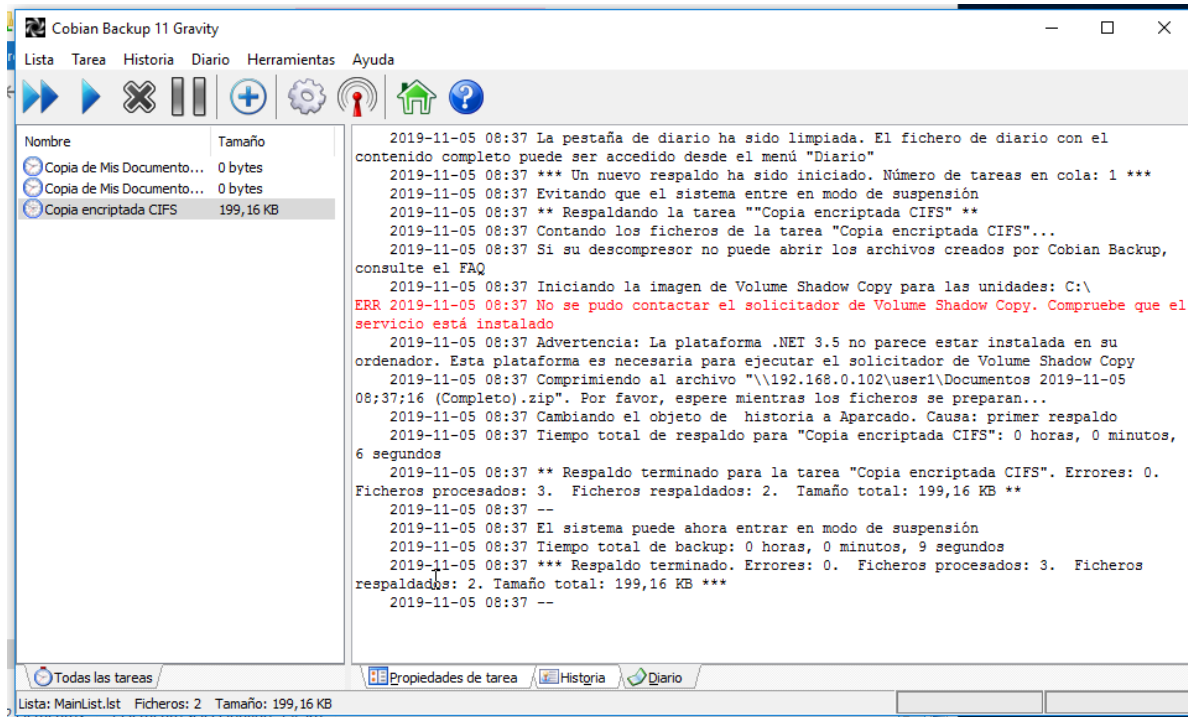 Cobian Backup 11 Gravity
Lista Tarea Historia Diario Herramientas Ayuda
Nombre Tamaño
Copia de Mis Documento... 0 bytes
Copia de Mis Documento... 0 bytes
Copia encriptada CIFS 199,16 KB
2019-11-05 08:37 La pestaña de diario ha sido limpiada. El fichero de diario con el
contenido completo puede ser accedido desde el menú "Diario"
2019-11-05 08:37 *** Un nuevo respaldo ha sido iniciado. Número de tareas en cola: 1 ***
2019-11-05 08:37 Evitando que el sistema entre en modo de suspensión
2019-11-05 08:37 ** Respaldando la tarea ""Copia encriptada CIFS" **
2019-11-05 08:37 Contando los ficheros de la tarea "Copia encriptada CIFS"...
2019-11-05 08:37 Si su descompresor no puede abrir los archivos creados por Cobian Backup,
consulte el FAQ
2019-11-05 08:37 Iniciando la imagen de Volume Shadow Copy para las unidades: C:\
ERR 2019-11-05 08:37 No se pudo contactar el solicitador de Volume Shadow Copy. Compruebe que el
servicio está instalado
2019-11-05 08:37 Advertencia: La plataforma .NET 3.5 no parece estar instalada en su
ordenador. Esta plataforma es necesaria para ejecutar el solicitador de Volume Shadow Copy
2019-11-05 08:37 Comprimiendo al archivo "\\192.168.0.102\user1\Documentos 2019-11-05
08;37;16 (Completo).zip". Por favor, espere mientras los ficheros se preparan...
2019-11-05 08:37 Cambiando el objeto de  historia a Aparcado. Causa: primer respaldo
2019-11-05 08:37 Tiempo total de respaldo para "Copia encriptada CIFS": 0 horas, 0 minutos,
6 segundos
2019-11-05 08:37 ** Respaldo terminado para la tarea "Copia encriptada CIFS". Errores: 0.
Ficheros procesados: 3.  Ficheros respaldados: 2.  Tamaño total: 199,16 KB **
2019-11-05 08:37 --
2019-11-05 08:37 El sistema puede ahora entrar en modo de suspensión
2019-11-05 08:37 Tiempo total de backup: 0 horas, 0 minutos, 9 segundos
2019-11-05 08:37 *** Respaldo terminado. Errores: 0.  Ficheros procesados: 3.  Ficheros
respaldados: 2. Tamaño total: 199,16 KB ***
2019-11-05 08:37 --
Todas las tareas Propiedades de tarea Historia Diario
Lista: MainList.lst Ficheros: 2 Tamaño: 199,16 KB